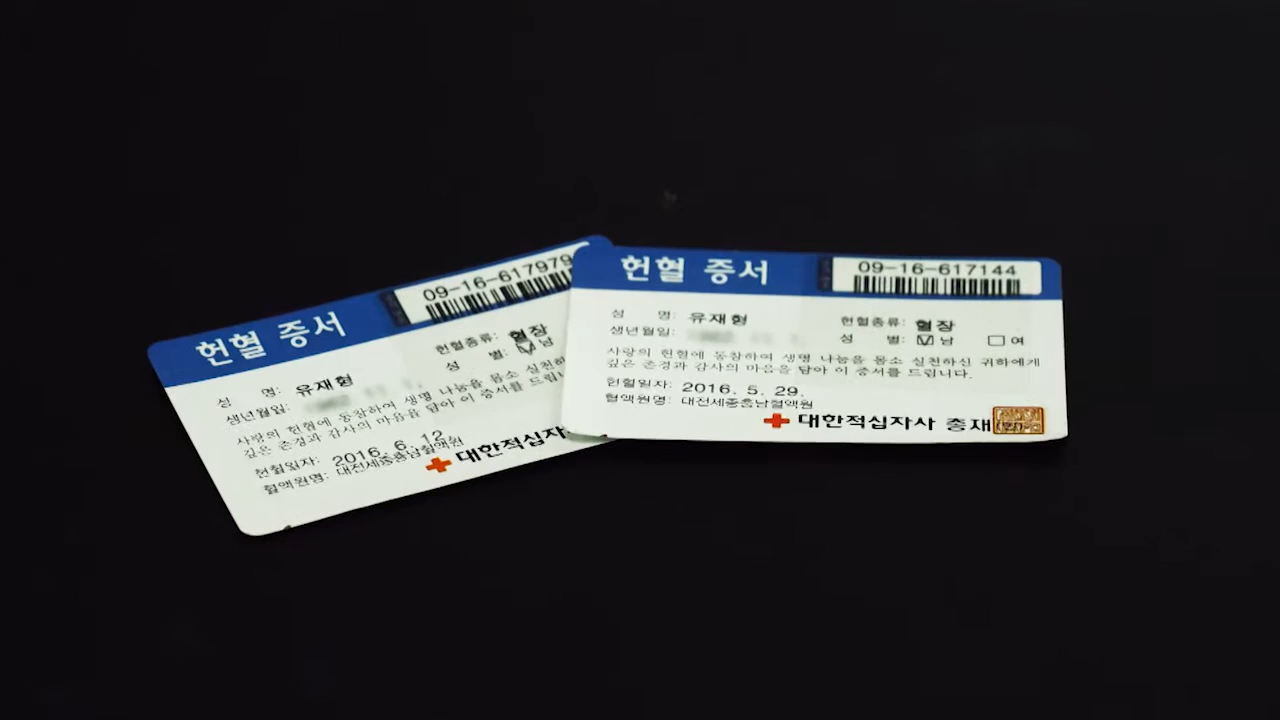 헌혈 증서
09-16-617979
성 명: 유재형
헌혈종류: 혈장
생년월일:
성 별: ☑ 남
사랑의 헌혈에 동참하여 생명 나눔을 몸소 실천하
깊은 존경과 감사의 마음을 담아 이 증서를 드립니
헌혈일자: 2016. 6. 12.
혈액원명: 대전세종충남혈액원
대한적십자
헌혈 증서
09-16-617144
성 명: 유재형
헌혈종류: 혈장
생년월일:
성 별: ☑ 남 ☐ 여
사랑의 헌혈에 동참하여 생명 나눔을 몸소 실천하신 귀하에게
깊은 존경과 감사의 마음을 담아 이 증서를 드립니다.
헌혈일자: 2016. 5. 29.
혈액원명: 대전세종충남혈액원
대한적십자사 총재